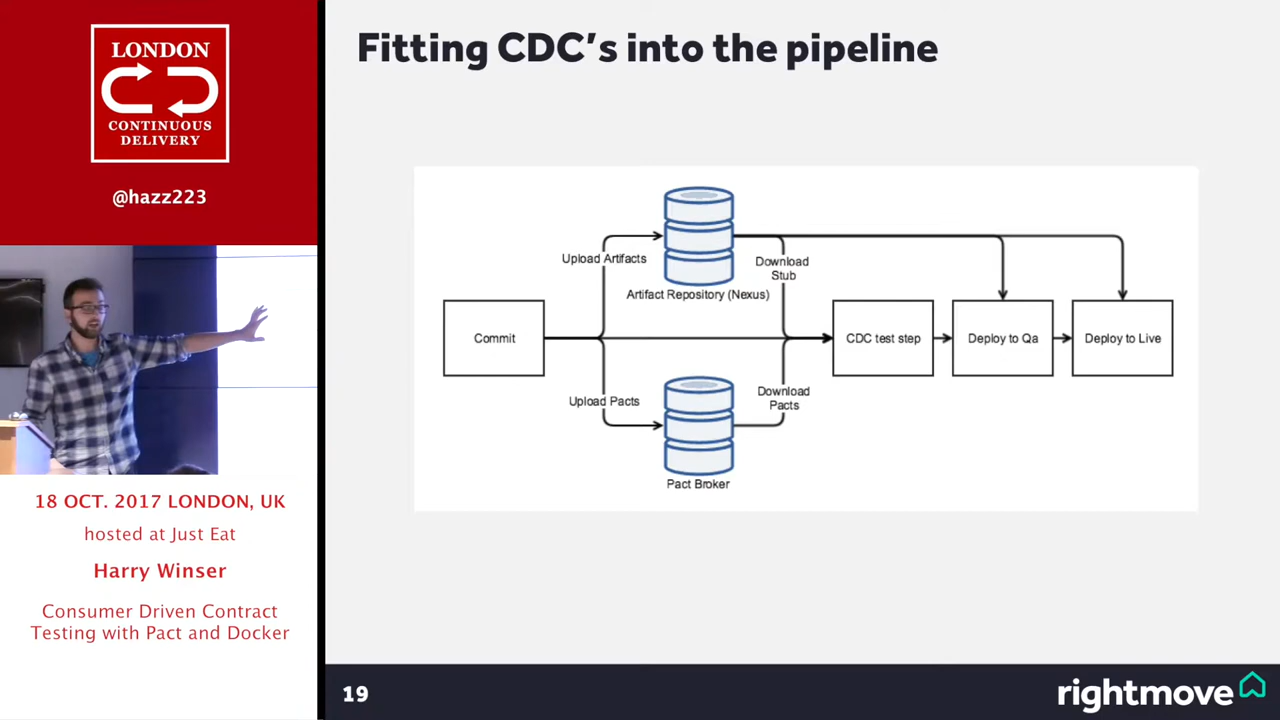 LONDON
CONTINUOUS
DELIVERY
@hazz223
18 OCT. 2017 LONDON, UK
hosted at Just Eat
Harry Winser
Consumer Driven Contract
Testing with Pact and Docker
Fitting CDC's into the pipeline
Upload Artifacts
Download
Stub
Artifact Repository (Nexus)
Commit
CDC test step
Deploy to Qa
Deploy to Live
Upload Pacts
Download
Pacts
Pact Broker
19
rightmove